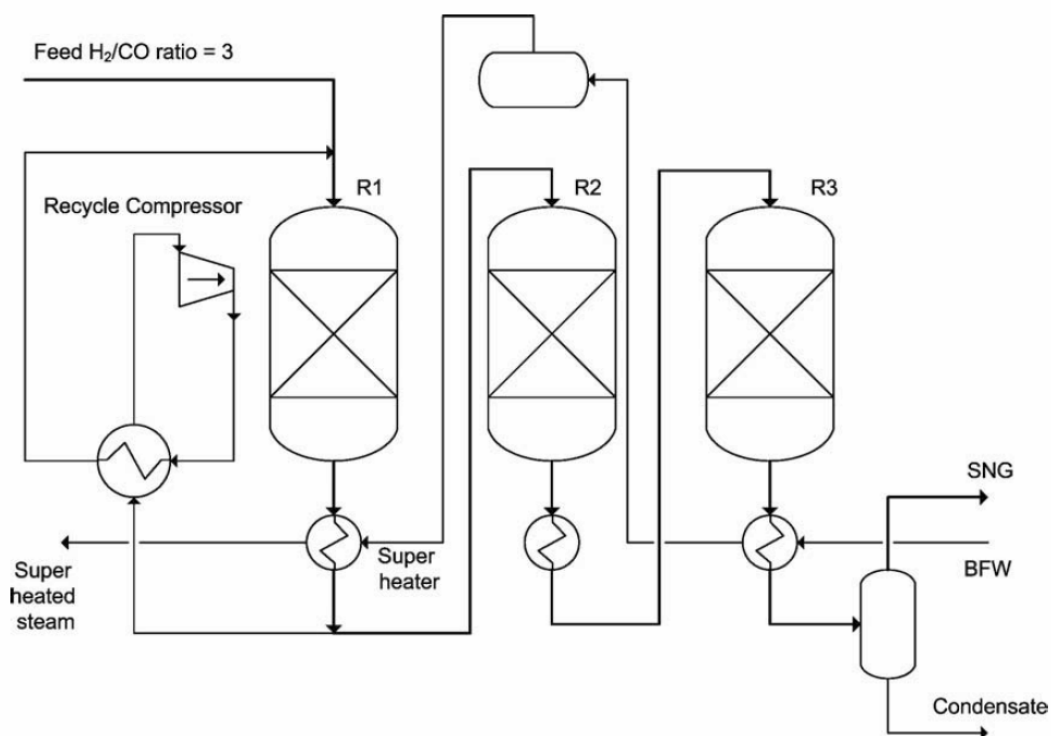 Feed H₂/CO ratio = 3
R1
R2
R3
Recycle Compressor
SNG
Super
heater
BFW
Super
heated
steam
Condensate